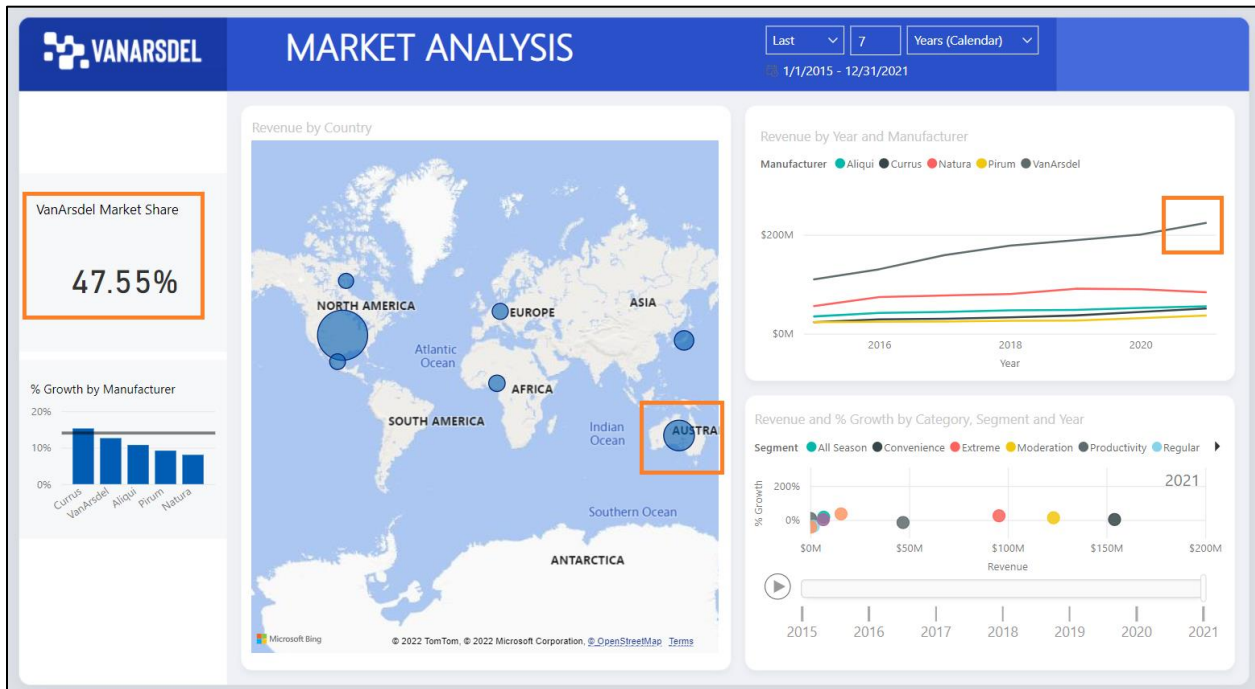 VANARSDEL
MARKET ANALYSIS
Last
7
Years (Calendar)
1/1/2015 - 12/31/2021
VanArsdel Market Share
47.55%
% Growth by Manufacturer
20%
10%
0%
Currus
VanArsdel
Aliqui
Pirum
Natura
Revenue by Country
NORTH AMERICA
EUROPE
ASIA
Atlantic
Ocean
AFRICA
SOUTH AMERICA
Indian
Ocean
AUSTRA
Southern Ocean
ANTARCTICA
Microsoft Bing
© 2022 TomTom, © 2022 Microsoft Corporation, © OpenStreetMap Terms
Revenue by Year and Manufacturer
Manufacturer Aliqui Currus Natura Pirum VanArsdel
$200M
$0M
2016 2018 2020
Year
Revenue and % Growth by Category, Segment and Year
Segment All Season Convenience Extreme Moderation Productivity Regular
2021
% Growth
200%
0%
$0M $50M $100M $150M $200M
Revenue
2015 2016 2017 2018 2019 2020 2021